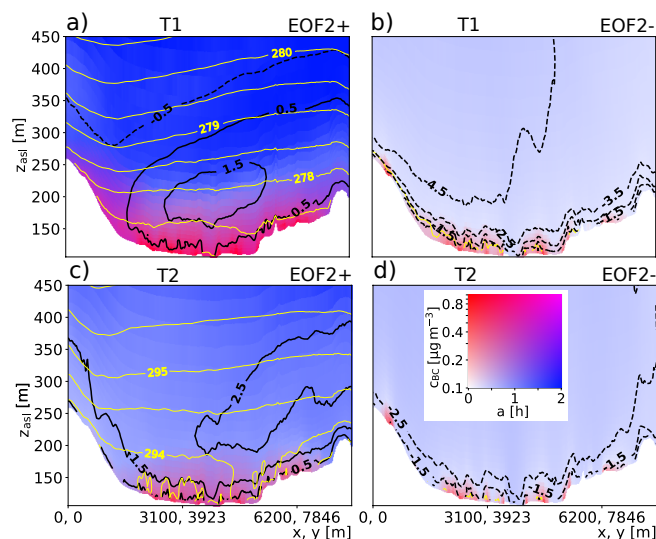 a) T1 EOF2+
b) T1 EOF2-
450
400
350
300
250
200
150
z_asl [m]
280
-0.5
0.5
279
1.5
278
0.5
-4.5
-3.5
-1.5
2.5
c) T2 EOF2+
d) T2 EOF2-
450
400
350
300
250
200
150
z_asl [m]
295
2.5
294
1.5
0.5
0.8
0.4
0.2
0.1
c_BC [μg m⁻³]
0 1 2
a [h]
2.5
1.5
1.5
1.5
0, 0 3100, 3923 6200, 7846
x, y [m]
0, 0 3100, 3923 6200, 7846
x, y [m]